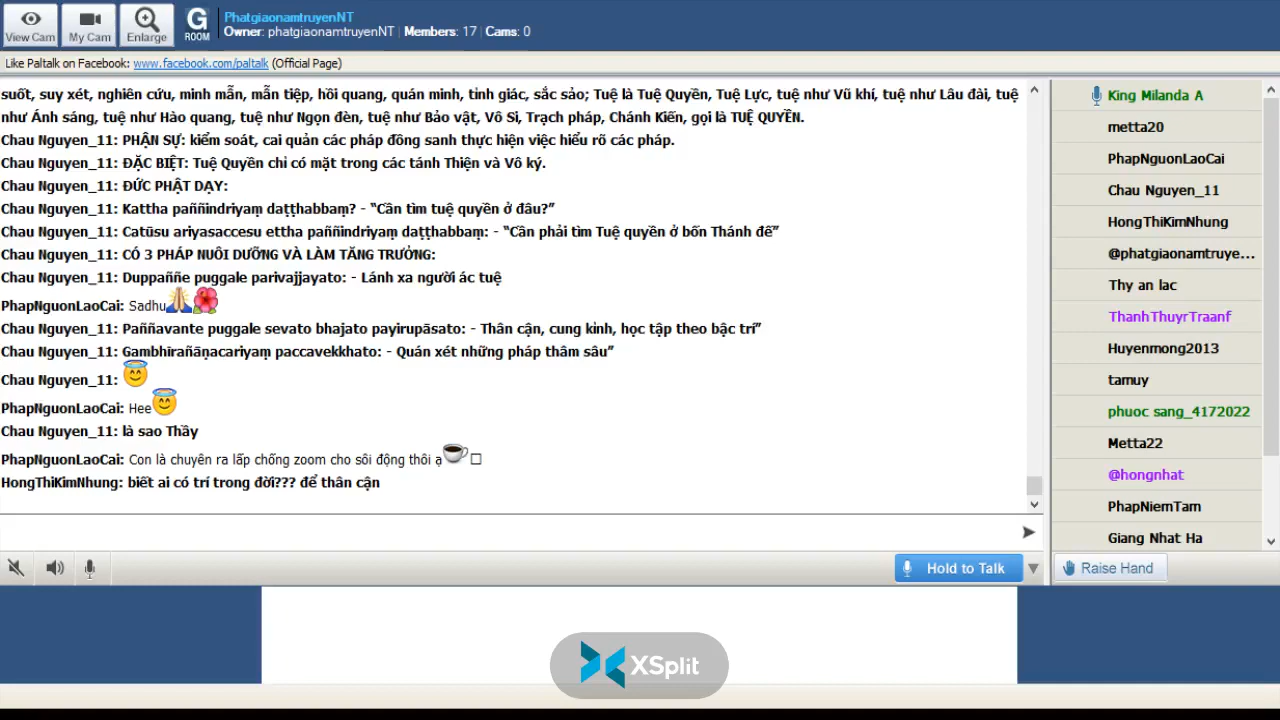 View Cam
My Cam
Enlarge
G
ROOM
PhatgiaonamtruyenNT
Owner: phatgiaonamtruyenNT | Members: 17 | Cams: 0
Like Paltalk on Facebook: www.facebook.com/paltalk (Official Page)
suốt, suy xét, nghiên cứu, minh mẫn, mẫn tiệp, hồi quang, quán minh, tinh giác, sắc sảo; Tuệ là Tuệ Quyền, Tuệ Lực, tuệ như Vũ khí, tuệ như Lâu đài, tuệ
như Ánh sáng, tuệ như Hào quang, tuệ như Ngọn đèn, tuệ như Bảo vật, Vô Si, Trạch pháp, Chánh Kiến, gọi là TUỆ QUYỀN.
Chau Nguyen_11: PHẬN SỰ: kiểm soát, cai quản các pháp đồng sanh thực hiện việc hiểu rõ các pháp.
Chau Nguyen_11: ĐẶC BIỆT: Tuệ Quyền chỉ có mặt trong các tánh Thiện và Vô ký.
Chau Nguyen_11: ĐỨC PHẬT DẠY:
Chau Nguyen_11: Kattha paññindriyaṃ daṭṭhabbaṃ? - “Cần tìm tuệ quyền ở đâu?”
Chau Nguyen_11: Catūsu ariyasaccesu ettha paññindriyaṃ daṭṭhabbaṃ: - “Cần phải tìm Tuệ quyền ở bốn Thánh đế”
Chau Nguyen_11: CÓ 3 PHÁP NUÔI DƯỠNG VÀ LÀM TĂNG TRƯỞNG:
Chau Nguyen_11: Duppaññe puggale parivajjayato: - Lánh xa người ác tuệ
PhapNguonLaoCai: Sadhu🙏🌺
Chau Nguyen_11: Paññavante puggale sevato bhajato payirupāsato: - Thân cận, cung kính, học tập theo bậc trí”
Chau Nguyen_11: Gambhīrañāṇacariyaṃ paccavekkhato: - Quán xét những pháp thâm sâu”
Chau Nguyen_11: 😇
PhapNguonLaoCai: Hee😇
Chau Nguyen_11: là sao Thầy
PhapNguonLaoCai: Con là chuyên ra lấp chống zoom cho sôi động thôi ạ☕□
HongThiKimNhung: biết ai có trí trong đời??? để thân cận
King Milanda A
metta20
PhapNguonLaoCai
Chau Nguyen_11
HongThiKimNhung
@phatgiaonamtruye...
Thy an lac
ThanhThuyrTraanf
Huyenmong2013
tamuy
phuoc sang_4172022
Metta22
@hongnhat
PhapNiemTam
Giang Nhat Ha
Hold to Talk
Raise Hand
XSplit